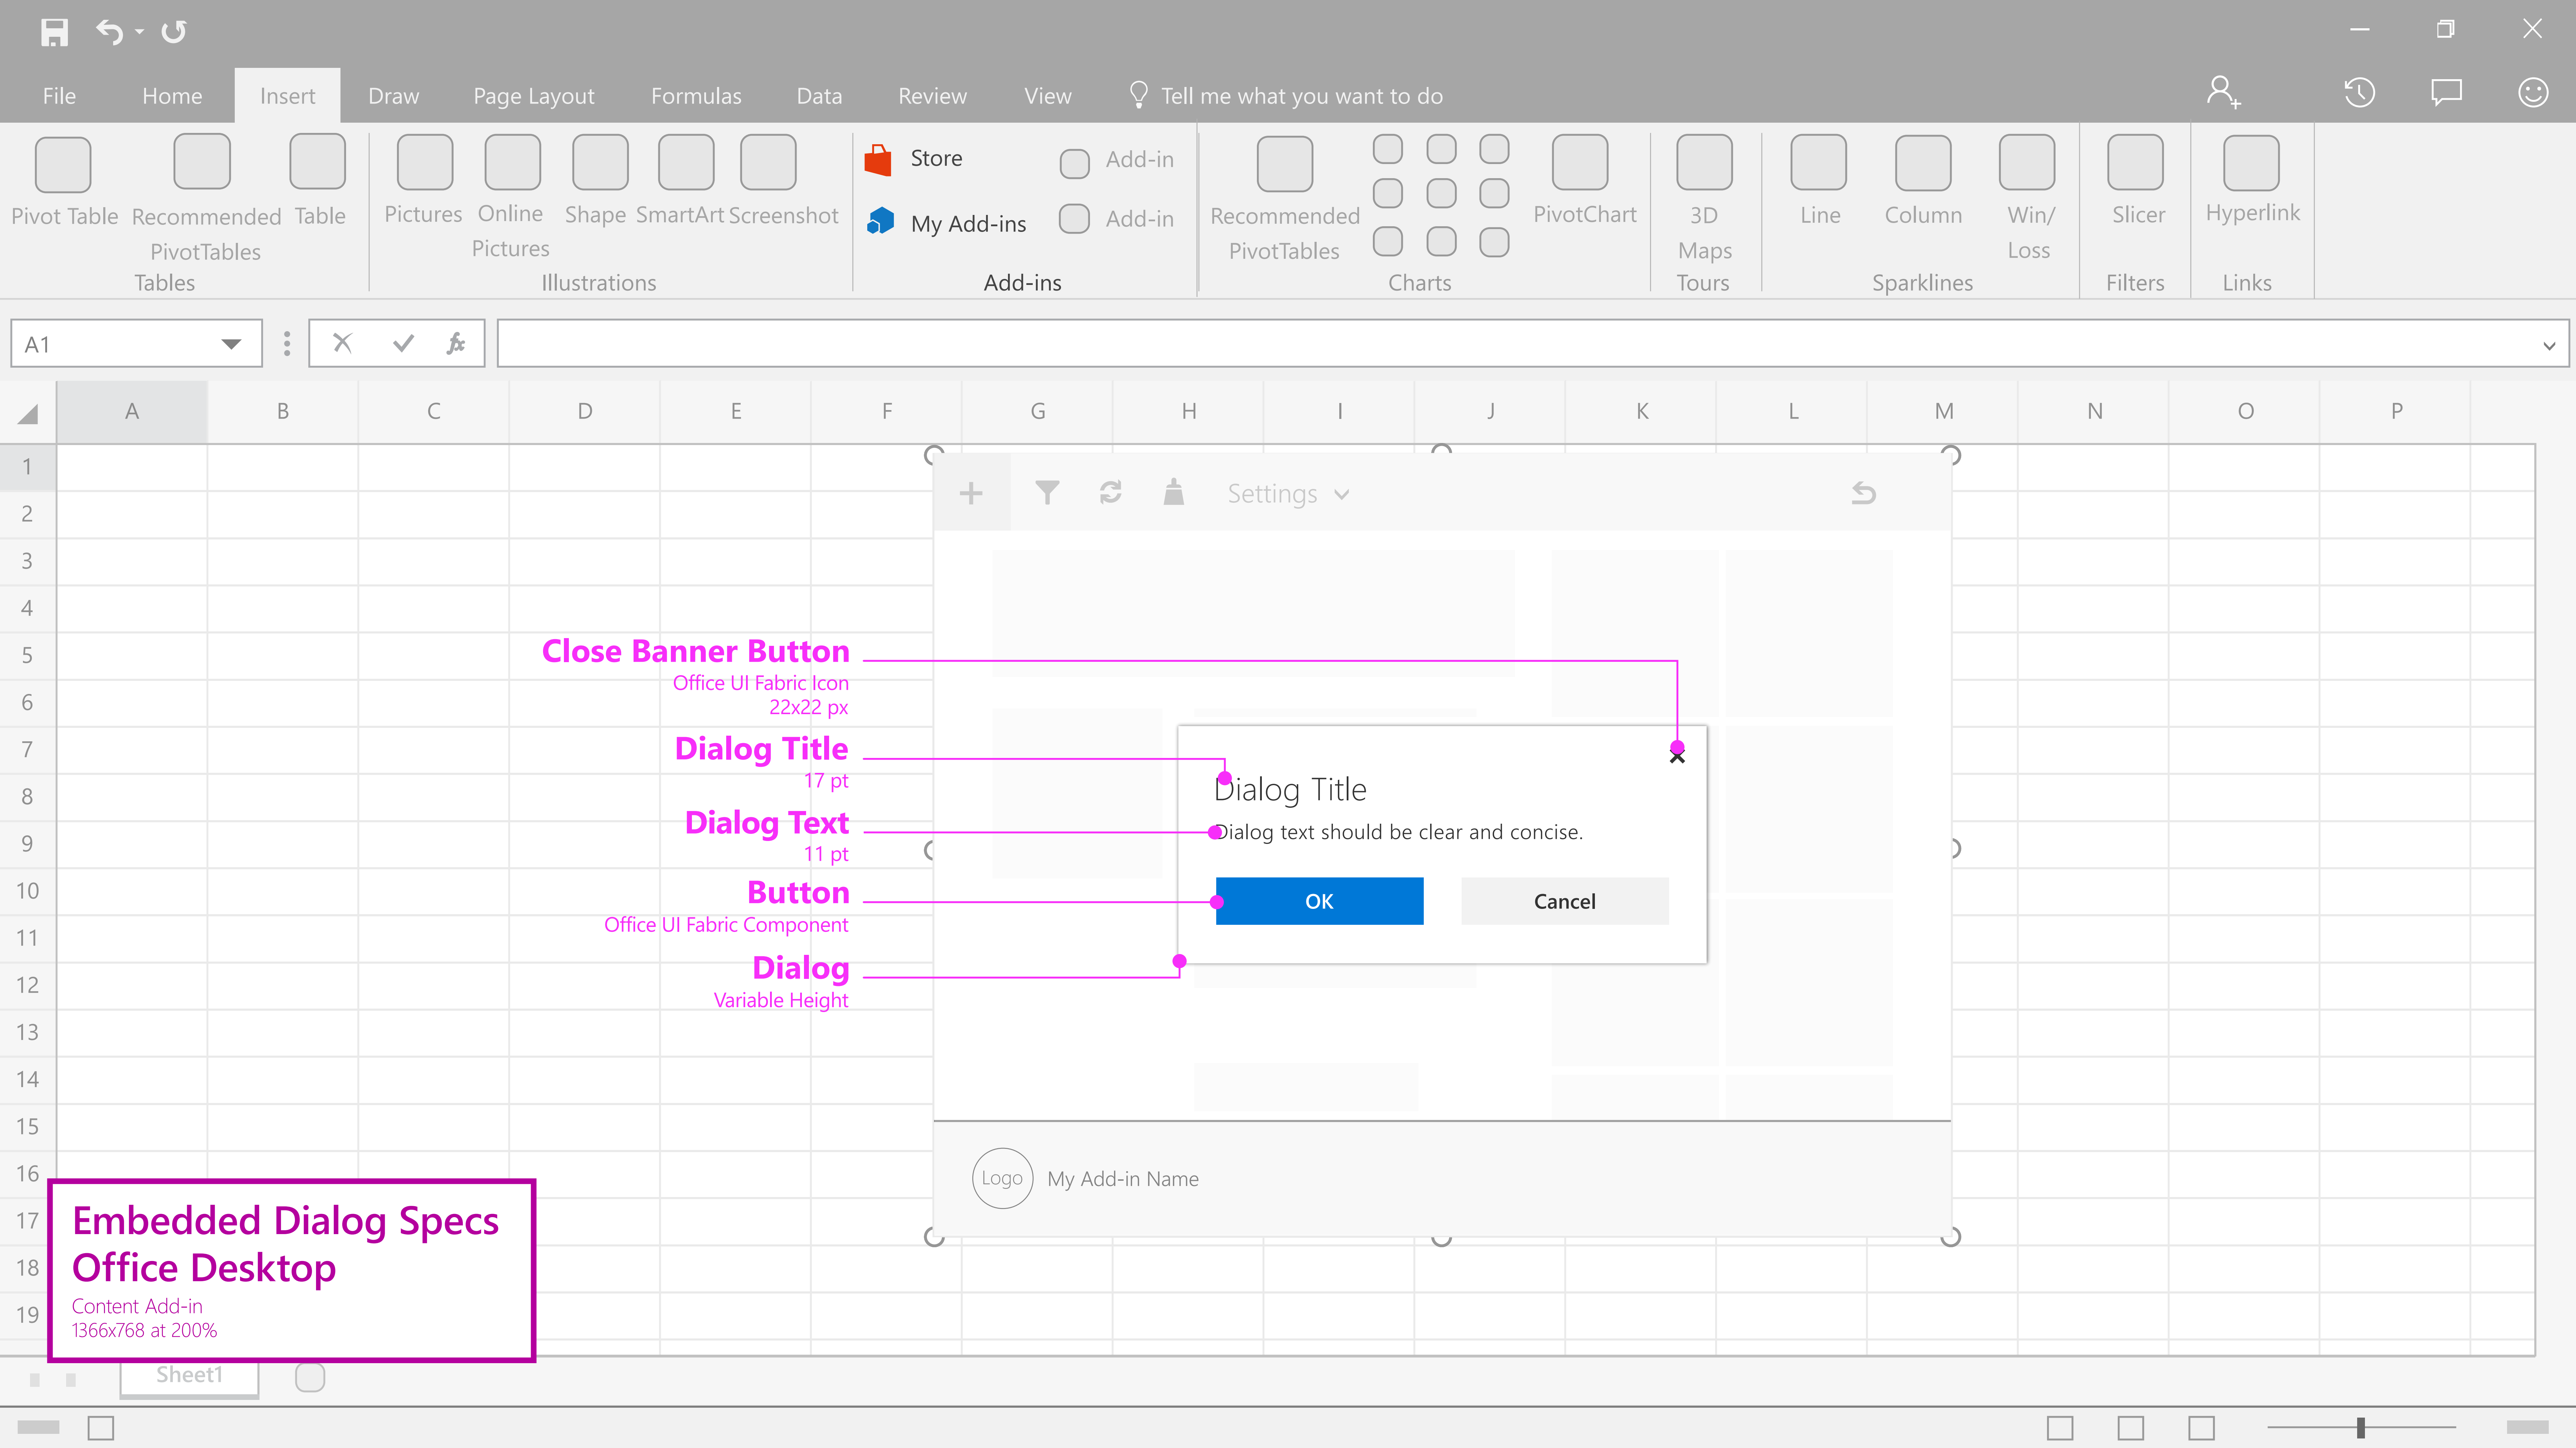 File Home Insert Draw Page Layout Formulas Data Review View Tell me what you want to do
Store Add-in
My Add-ins Add-in
Pivot Table Recommended PivotTables Table
Tables
Pictures Online Pictures Shape SmartArt Screenshot
Illustrations
Add-ins
Recommended PivotTables PivotChart
Charts
3D Maps
Tours
Line Column Win/ Loss
Sparklines
Slicer
Filters
Hyperlink
Links
A1 fx
A B C D E F G H I J K L M N O P
1
2
3
4
5
6
7
8
9
10
11
12
13
14
15
16
17
18
19
Settings
Close Banner Button
Office UI Fabric Icon
22x22 px
Dialog Title
17 pt
Dialog Text
11 pt
Button
Office UI Fabric Component
Dialog
Variable Height
Dialog Title
Dialog text should be clear and concise.
OK Cancel
Logo My Add-in Name
Embedded Dialog Specs
Office Desktop
Content Add-in
1366x768 at 200%
Sheet1